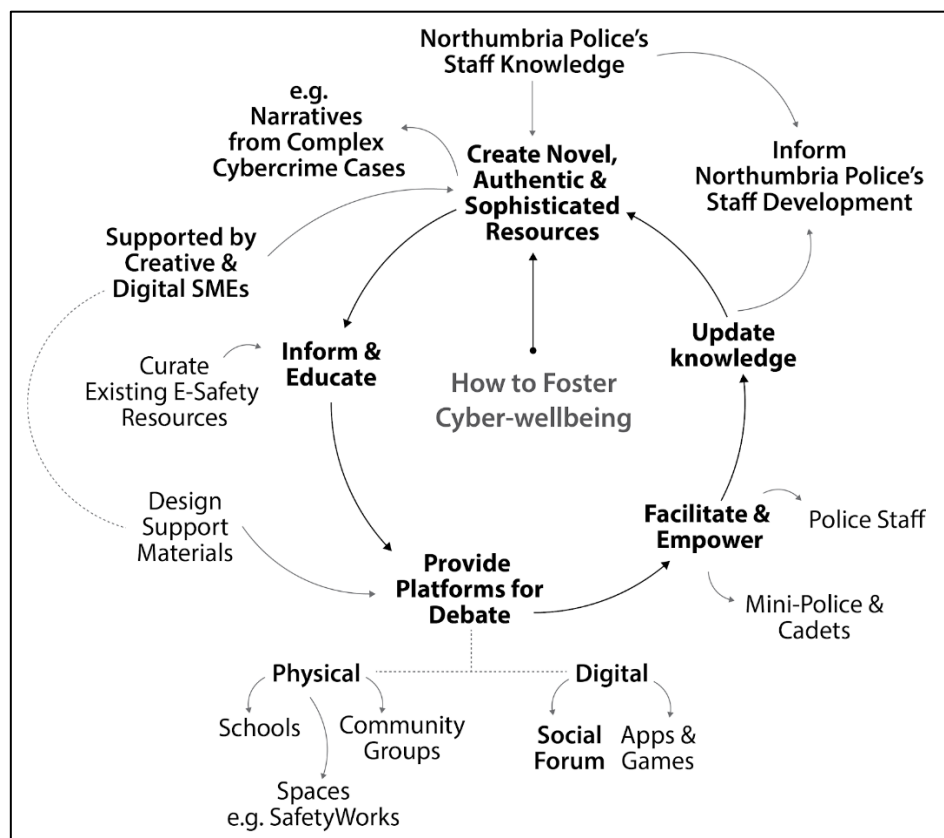 Northumbria Police's
Staff Knowledge
e.g.
Narratives
from Complex
Cybercrime Cases
Create Novel,
Authentic &
Sophisticated
Resources
Inform
Northumbria Police's
Staff Development
Supported by
Creative &
Digital SMEs
Inform &
Educate
Update
knowledge
Curate
Existing E-Safety
Resources
How to Foster
Cyber-wellbeing
Design
Support
Materials
Facilitate &
Empower
Police Staff
Provide
Platforms for
Debate
Mini-Police &
Cadets
Physical
Digital
Schools
Community
Groups
Social
Forum
Apps &
Games
Spaces
e.g. SafetyWorks